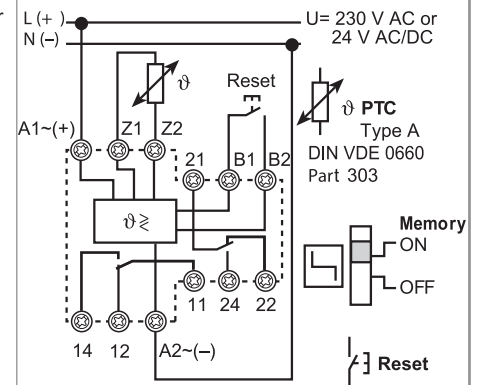 r
L (+)
N (–)
U= 230 V AC or
24 V AC/DC
ϑ
Reset
ϑ PTC
Type A
DIN VDE 0660
Part 303
A1~(+)
Z1
Z2
21
B1
B2
ϑ ≷
Memory
ON
OFF
11
24
22
14
12
A2~(–)
Reset